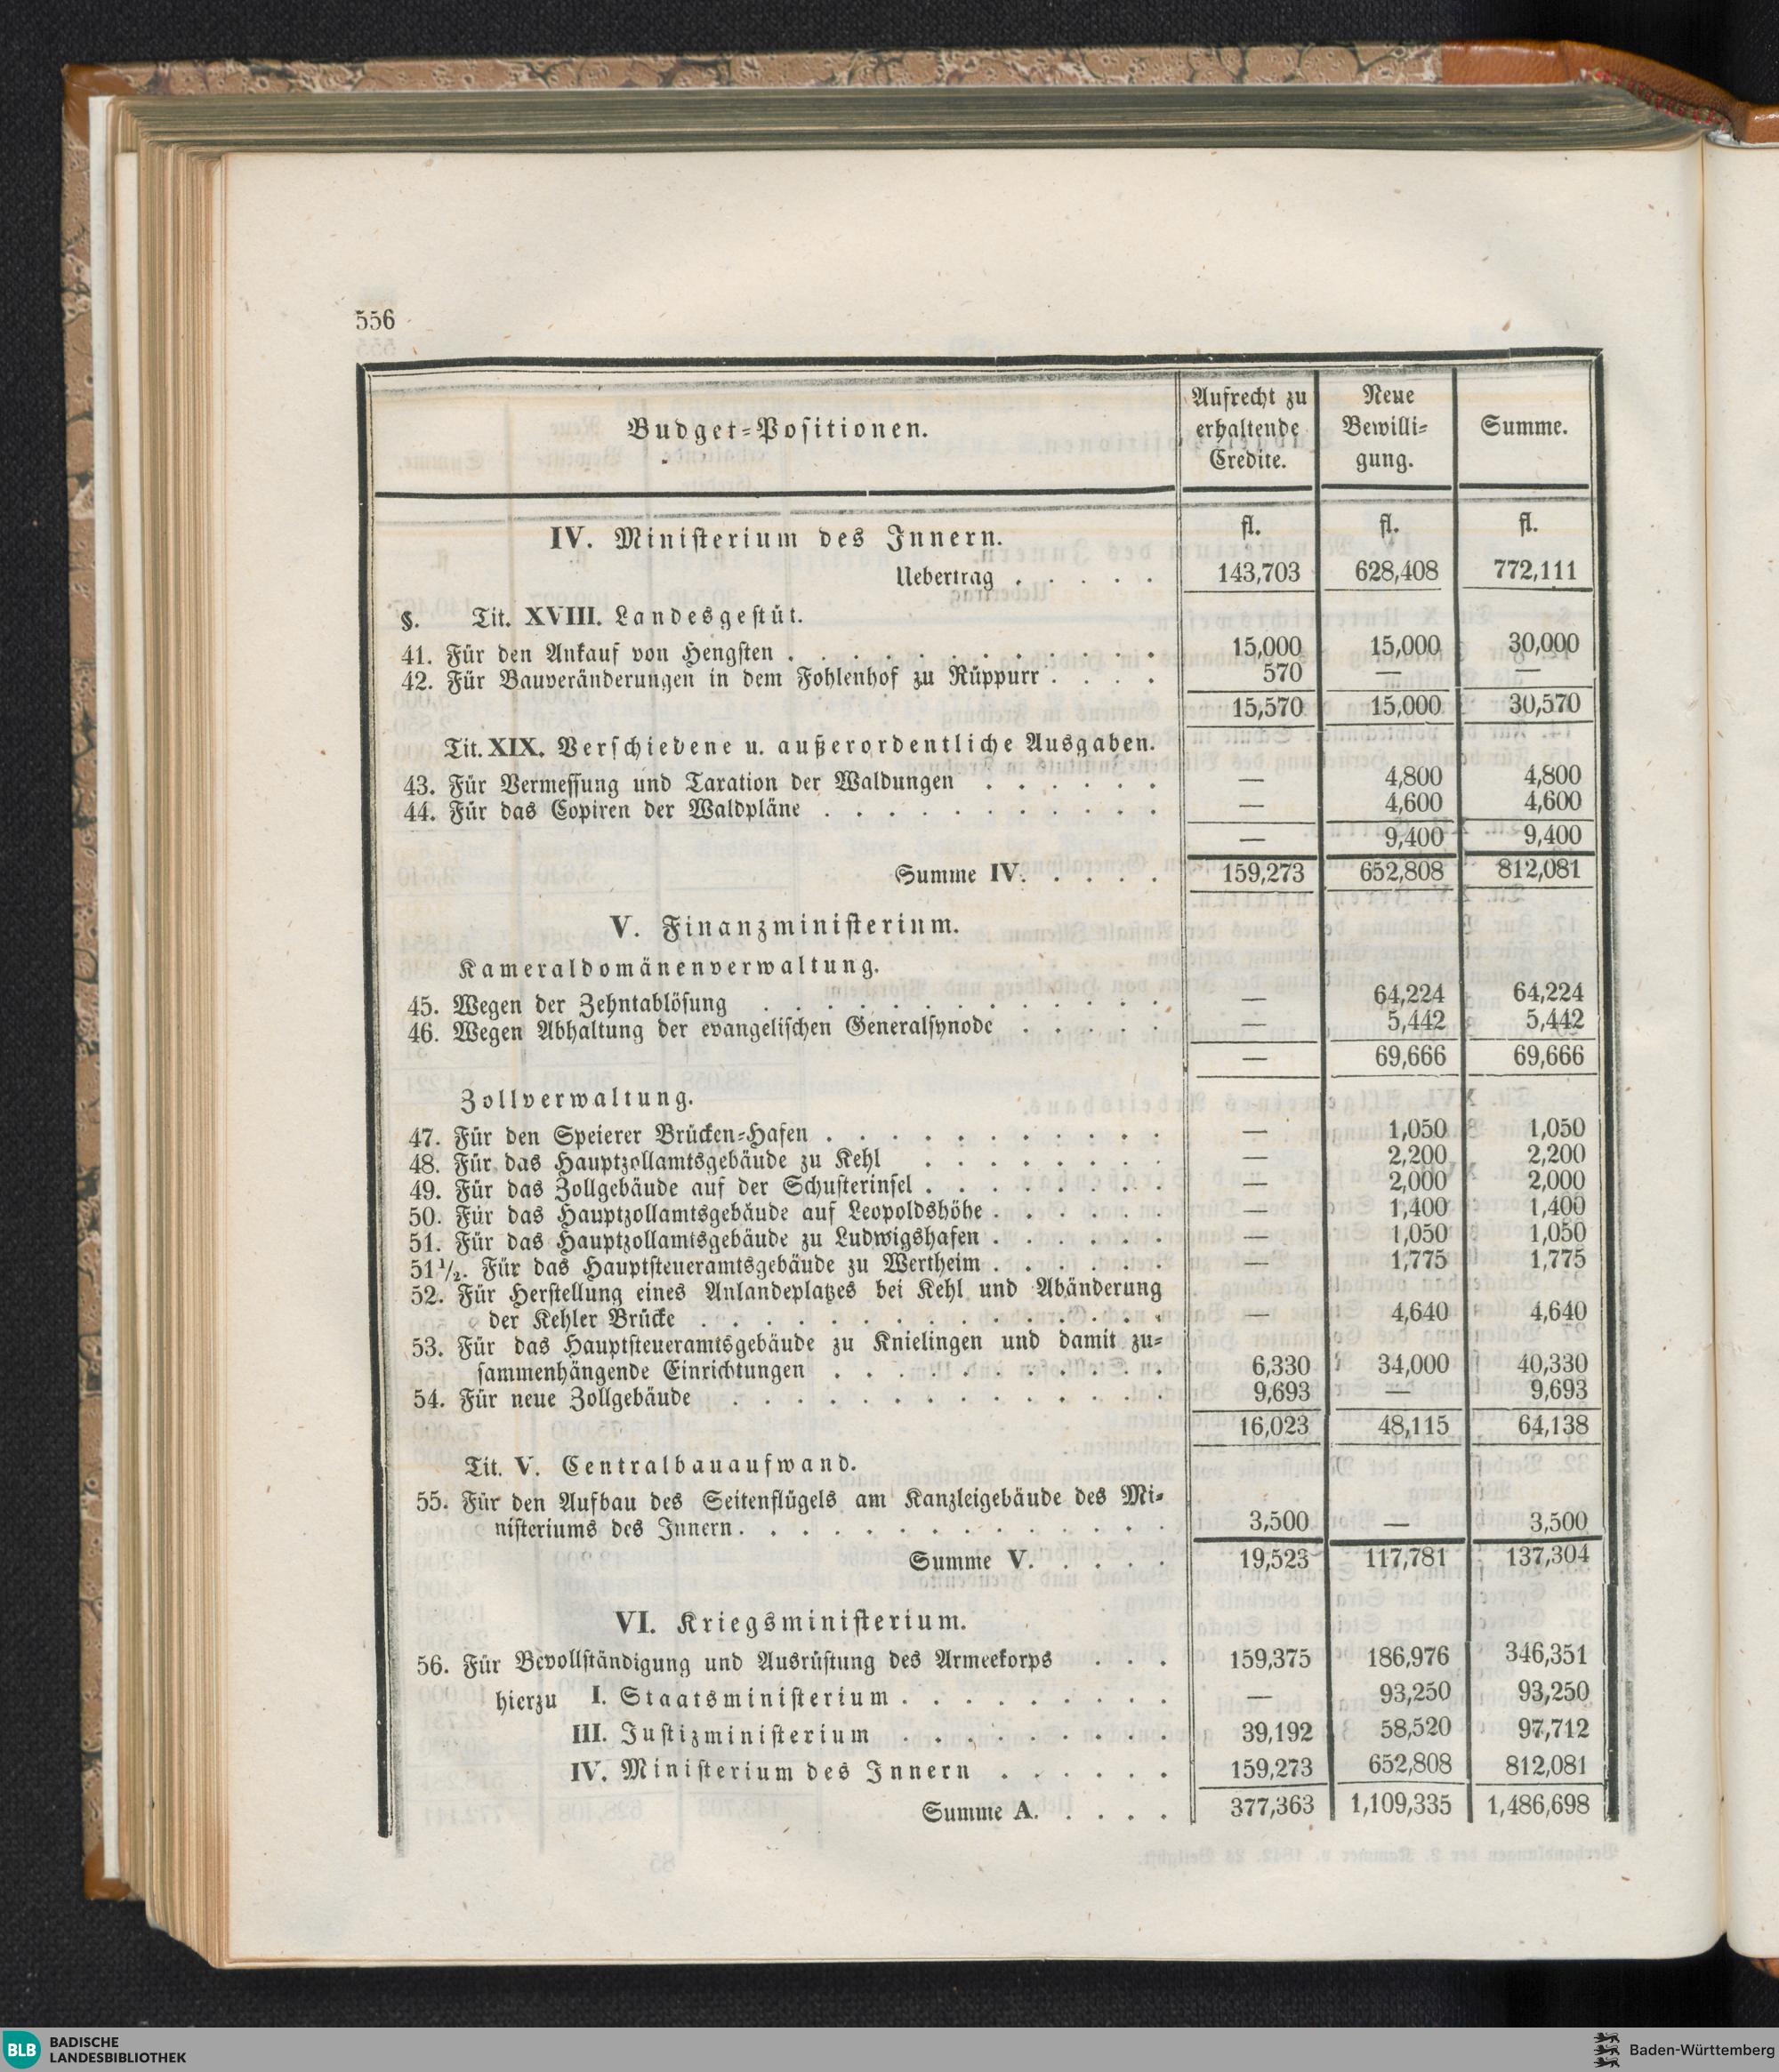 556
Budget-Positionen.
Aufrecht zu erhaltende Credite.
Neue Bewilli- gung.
Summe.
IV. Ministerium des Innern. fl. fl. fl.
Uebertrag . . . . . 143,703 628,408 772,111
§. Tit. XVIII. Landesgestüt.
41. Für den Ankauf von Hengsten . . . . . . . . . . . . 15,000 15,000 30,000
42. Für Bauveränderungen in dem Fohlenhof zu Rüppurr . . . . 570 — —
15,570 15,000 30,570
Tit. XIX. Verschiedene u. außerordentliche Ausgaben.
43. Für Vermessung und Taxation der Waldungen . . . . . . — 4,800 4,800
44. Für das Copiren der Waldpläne . . . . . . . . . . — 4,600 4,600
— 9,400 9,400
Summe IV. . . . . 159,273 652,808 812,081
V. Finanzministerium.
Kameraldomänenverwaltung.
45. Wegen der Zehntablösung . . . . . . . . . . . . . — 64,224 64,224
46. Wegen Abhaltung der evangelischen Generalsynode . . . . . — 5,442 5,442
— 69,666 69,666
Zollverwaltung.
47. Für den Speierer Brücken-Hafen . . . . . . . . . . . — 1,050 1,050
48. Für das Hauptzollamtsgebäude zu Kehl . . . . . . . . — 2,200 2,200
49. Für das Zollgebäude auf der Schusterinsel . . . . . . . . — 2,000 2,000
50. Für das Hauptzollamtsgebäude auf Leopoldshöhe . . . . . . — 1,400 1,400
51. Für das Hauptzollamtsgebäude zu Ludwigshafen . . . . . . — 1,050 1,050
51 1/2. Für das Hauptsteueramtsgebäude zu Wertheim . . . . . . — 1,775 1,775
52. Für Herstellung eines Anlandeplatzes bei Kehl und Abänderung
der Kehler Brücke . . . . . . . . . . . . . . — 4,640 4,640
53. Für das Hauptsteueramtsgebäude zu Knielingen und damit zu-
sammenhängende Einrichtungen . . . . . . . . . . . 6,330 34,000 40,330
54. Für neue Zollgebäude . . . . . . . . . . . . . . 9,693 — 9,693
16,023 48,115 64,138
Tit. V. Centralbauaufwand.
55. Für den Aufbau des Seitenflügels am Kanzleigebäude des Mi-
nisteriums des Innern . . . . . . . . . . . . . . 3,500 — 3,500
Summe V. . . . . 19,523 117,781 137,304
VI. Kriegsministerium.
56. Für Bevollständigung und Ausrüstung des Armeekorps . . . 159,375 186,976 346,351
hierzu I. Staatsministerium . . . . . . . . . — 93,250 93,250
III. Justizministerium . . . . . . . . . 39,192 58,520 97,712
IV. Ministerium des Innern . . . . . . 159,273 652,808 812,081
Summe A. . . . . 377,363 1,109,335 1,486,698
BLB BADISCHE
LANDESBIBLIOTHEK
Baden-Württemberg